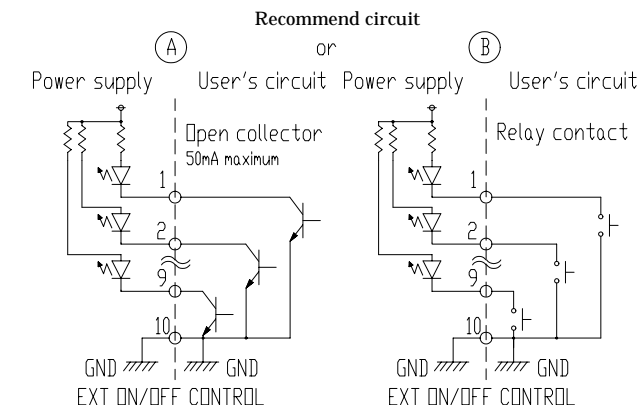 Recommend circuit
A or B
Power supply User's circuit Power supply User's circuit
Open collector
50mA maximum
Relay contact
1 1
2 2
9 9
10 10
GND GND GND GND
EXT ON/OFF CONTROL EXT ON/OFF CONTROL